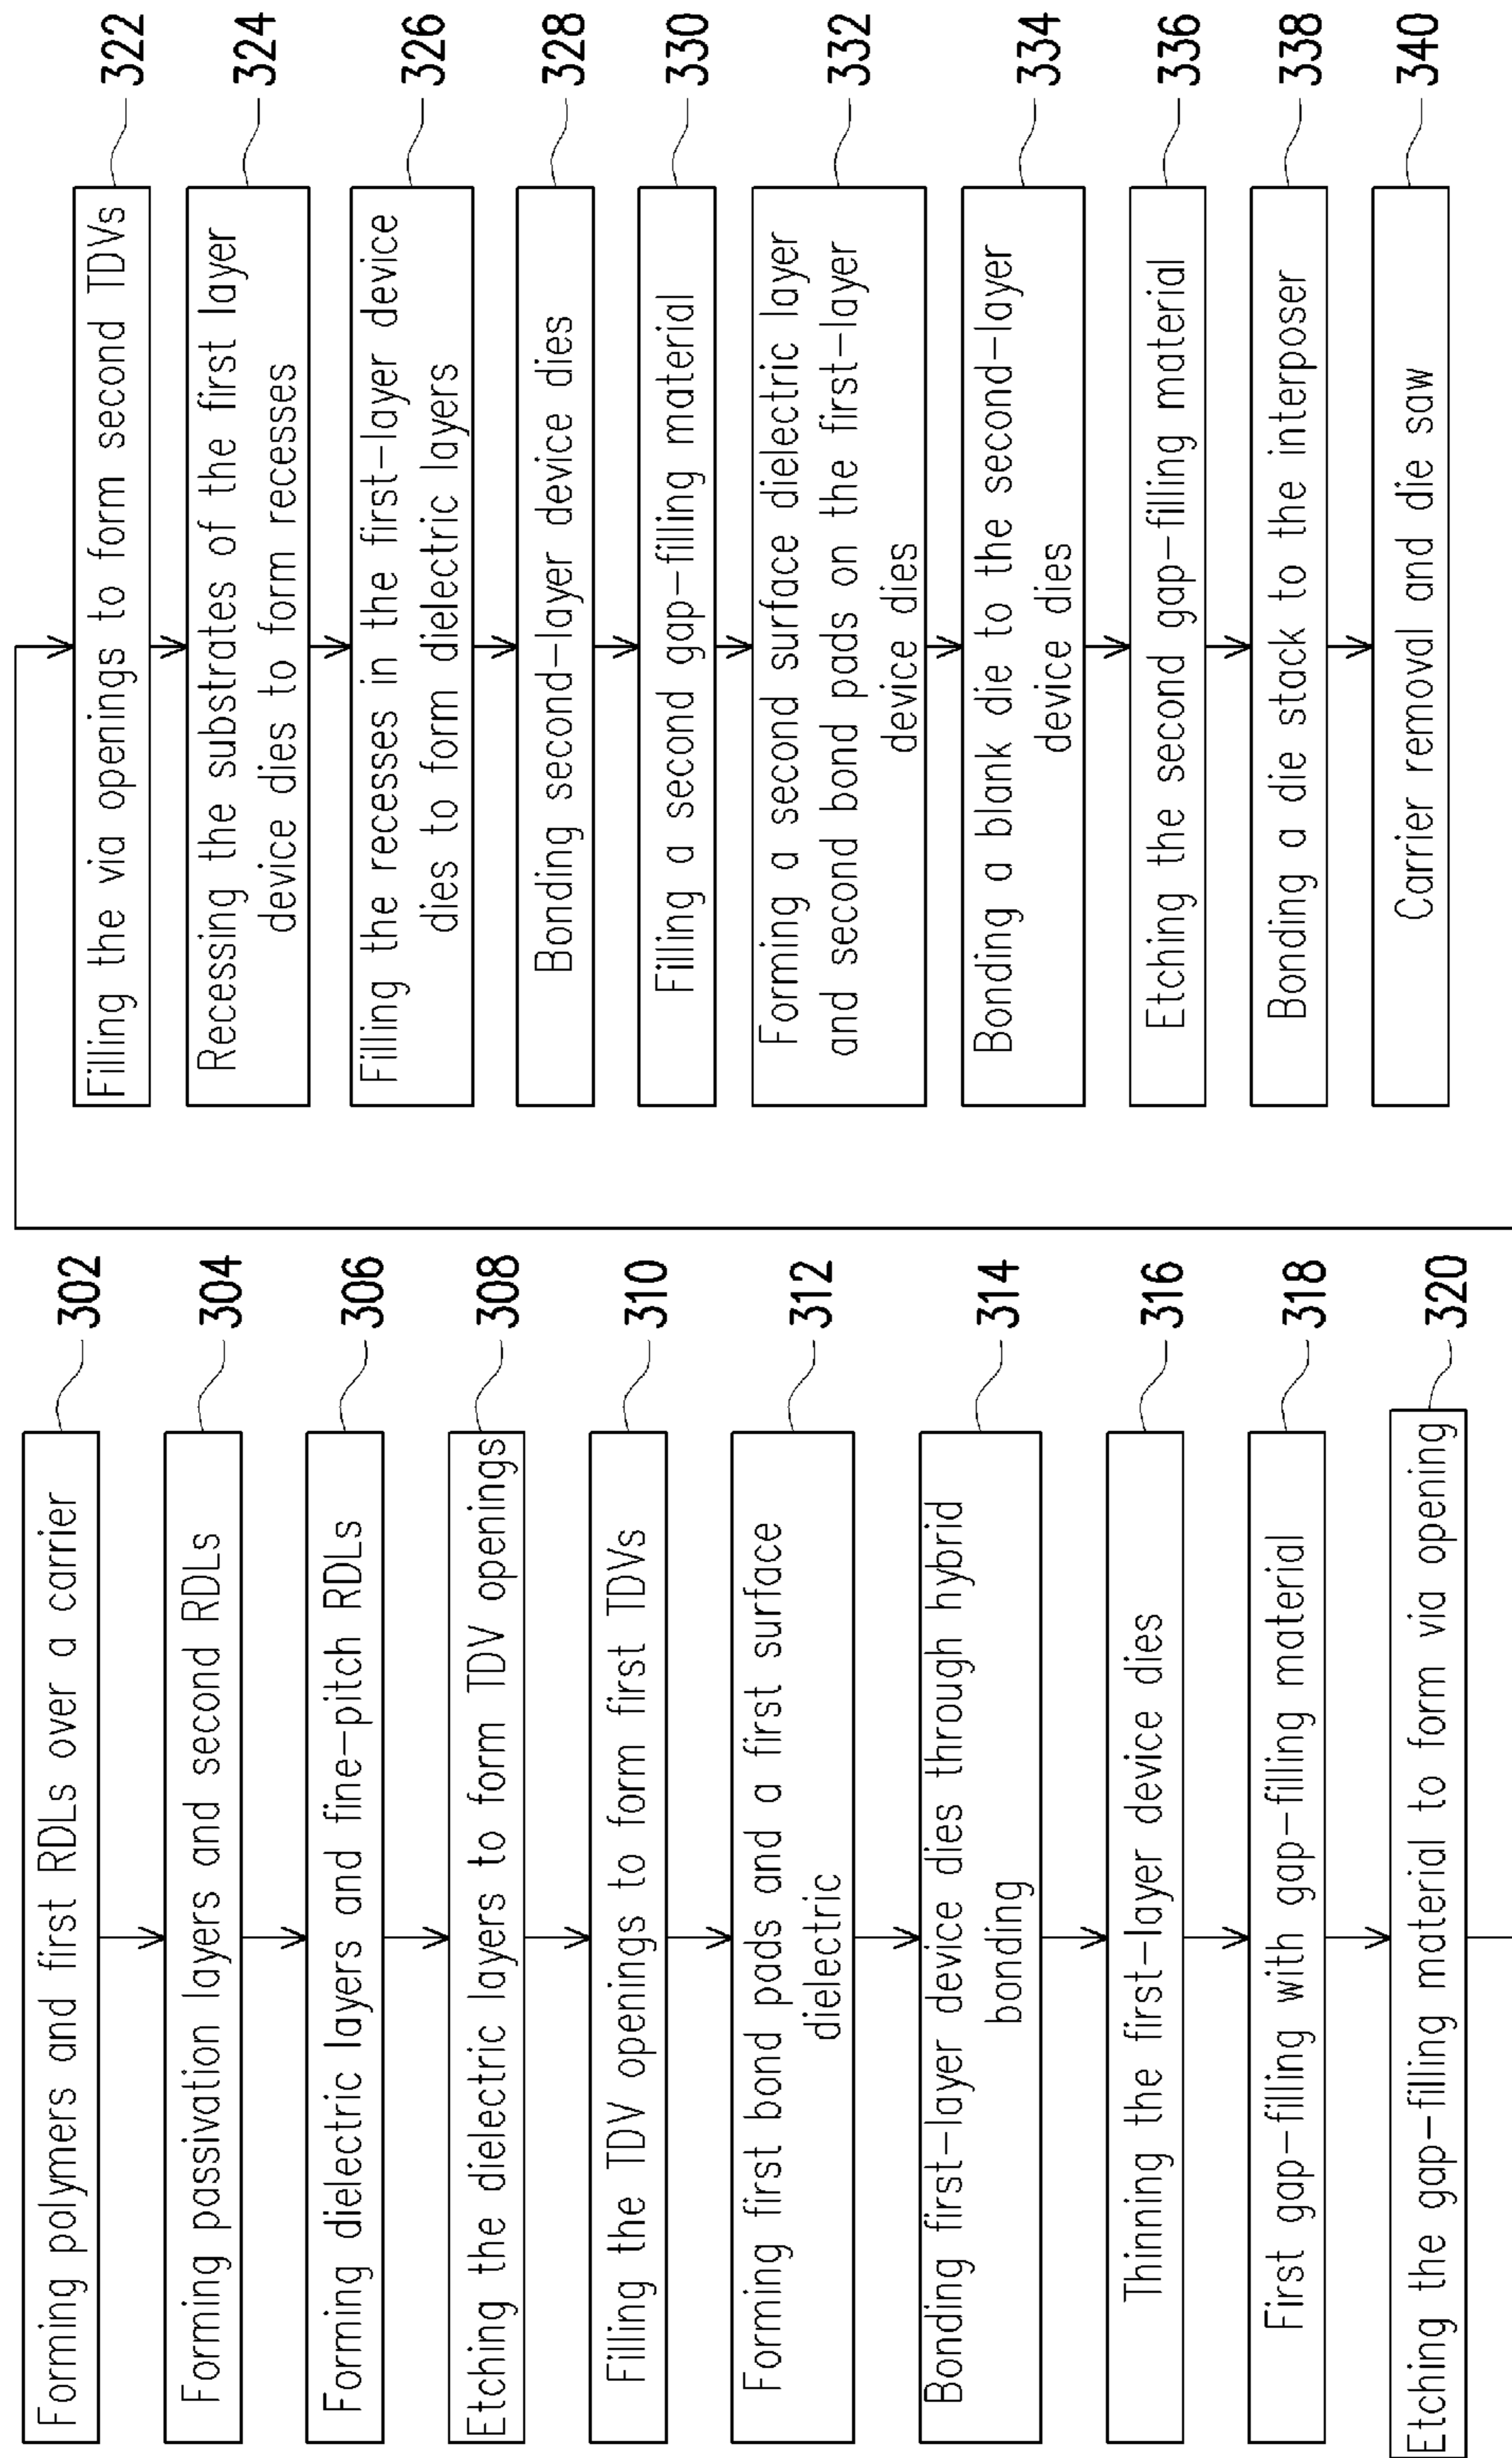 Forming polymers and first RDLs over a carrier
302
Forming passivation layers and second RDLs
304
Forming dielectric layers and fine-pitch RDLs
306
Etching the dielectric layers to form TDV openings
308
Filling the TDV openings to form first TDVs
310
Forming first bond pads and a first surface
dielectric
312
Bonding first-layer device dies through hybrid
bonding
314
Thinning the first-layer device dies
316
First gap-filling with gap-filling material
318
Etching the gap-filling material to form via opening
320
Filling the via openings to form second TDVs
322
Recessing the substrates of the first layer
device dies to form recesses
324
Filling the recesses in the first-layer device
dies to form dielectric layers
326
Bonding second-layer device dies
328
Filling a second gap-filling material
330
Forming a second surface dielectric layer
and second bond pads on the first-layer
device dies
332
Bonding a blank die to the second-layer
device dies
334
Etching the second gap-filling material
336
Bonding a die stack to the interposer
338
Carrier removal and die saw
340